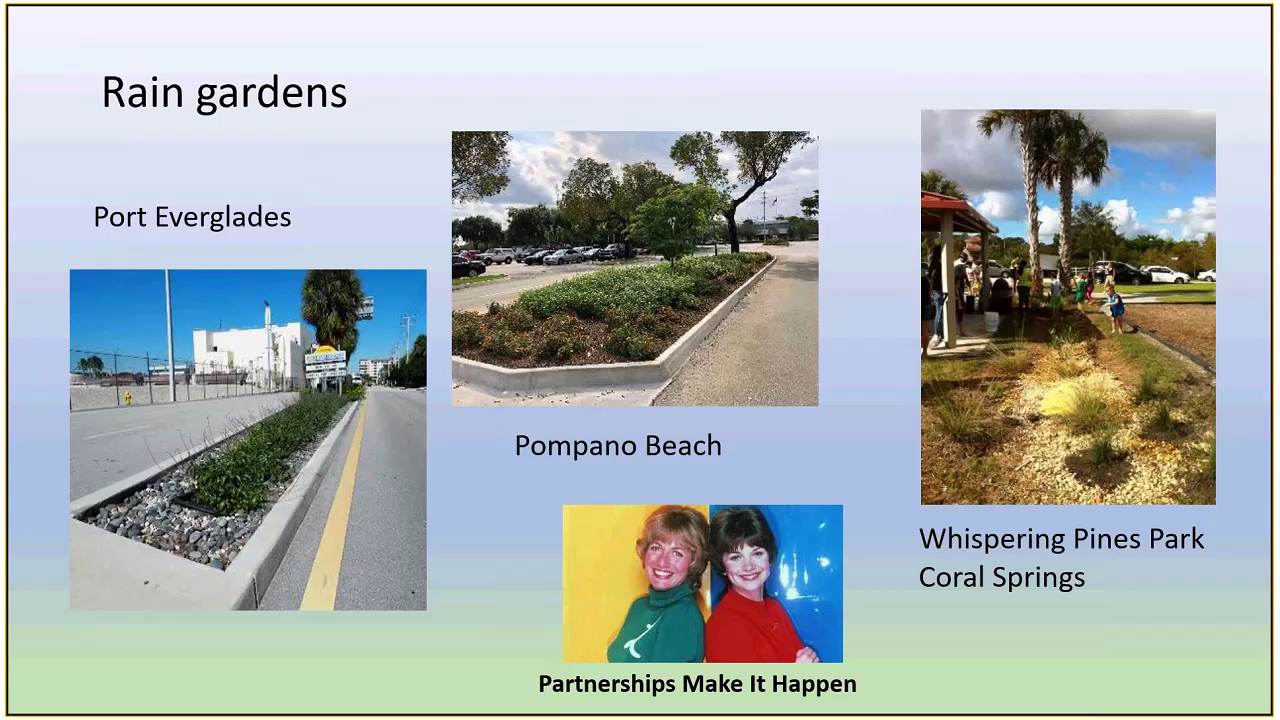 Rain gardens
Port Everglades
Pompano Beach
Whispering Pines Park
Coral Springs
Partnerships Make It Happen